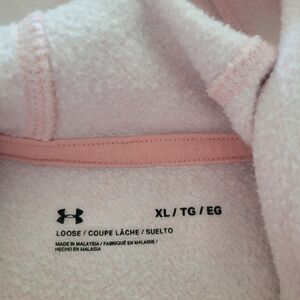 XL / TG / EG
LOOSE / COUPE LÂCHE / SUELTO
MADE IN MALAYSIA / FABRIQUÉ EN MALAISIE /
HECHO EN MALASIA